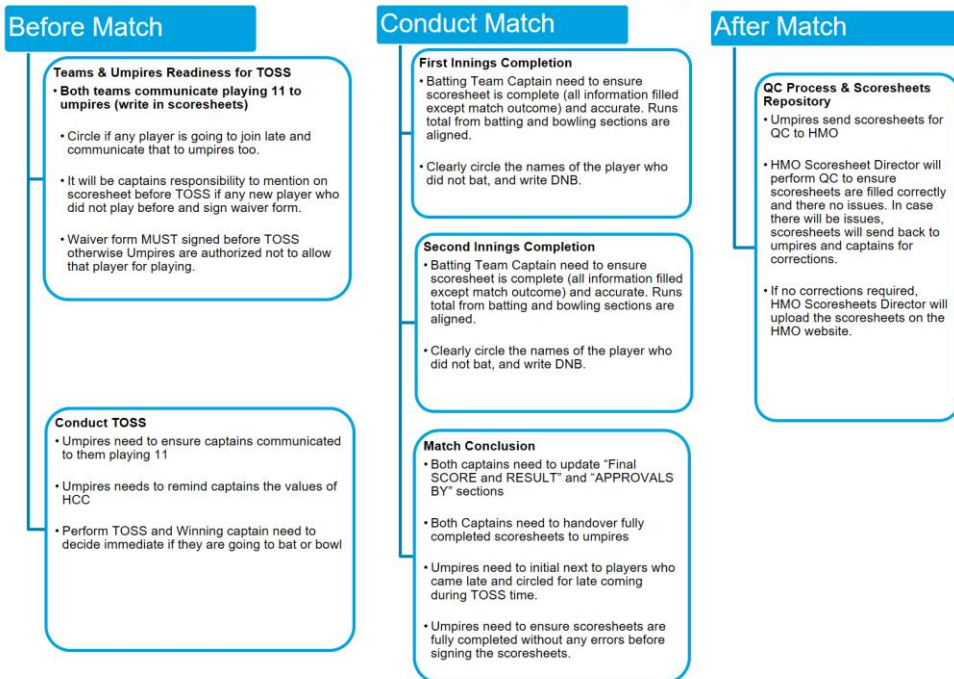 Before Match
Teams & Umpires Readiness for TOSS
• Both teams communicate playing 11 to
umpires (write in scoresheets)
• Circle if any player is going to join late and
communicate that to umpires too.
• It will be captains responsibility to mention on
scoresheet before TOSS if any new player who
did not play before and sign waiver form.
• Waiver form MUST signed before TOSS
otherwise Umpires are authorized not to allow
that player for playing.
Conduct TOSS
• Umpires need to ensure captains communicated
to them playing 11
• Umpires needs to remind captains the values of
HCC
• Perform TOSS and Winning captain need to
decide immediate if they are going to bat or bowl
Conduct Match
First Innings Completion
• Batting Team Captain need to ensure
scoresheet is complete (all information filled
except match outcome) and accurate. Runs
total from batting and bowling sections are
aligned.
• Clearly circle the names of the player who
did not bat, and write DNB.
Second Innings Completion
• Batting Team Captain need to ensure
scoresheet is complete (all information filled
except match outcome) and accurate. Runs
total from batting and bowling sections are
aligned.
• Clearly circle the names of the player who
did not bat, and write DNB.
Match Conclusion
• Both captains need to update “Final
SCORE and RESULT” and “APPROVALS
BY” sections
• Both Captains need to handover fully
completed scoresheets to umpires
• Umpires need to initial next to players who
came late and circled for late coming
during TOSS time.
• Umpires need to ensure scoresheets are
fully completed without any errors before
signing the scoresheets.
After Match
QC Process & Scoresheets
Repository
• Umpires send scoresheets for
QC to HMO
• HMO Scoresheet Director will
perform QC to ensure
scoresheets are filled correctly
and there no issues. In case
there will be issues,
scoresheets will send back to
umpires and captains for
corrections.
• If no corrections required,
HMO Scoresheets Director will
upload the scoresheets on the
HMO website.